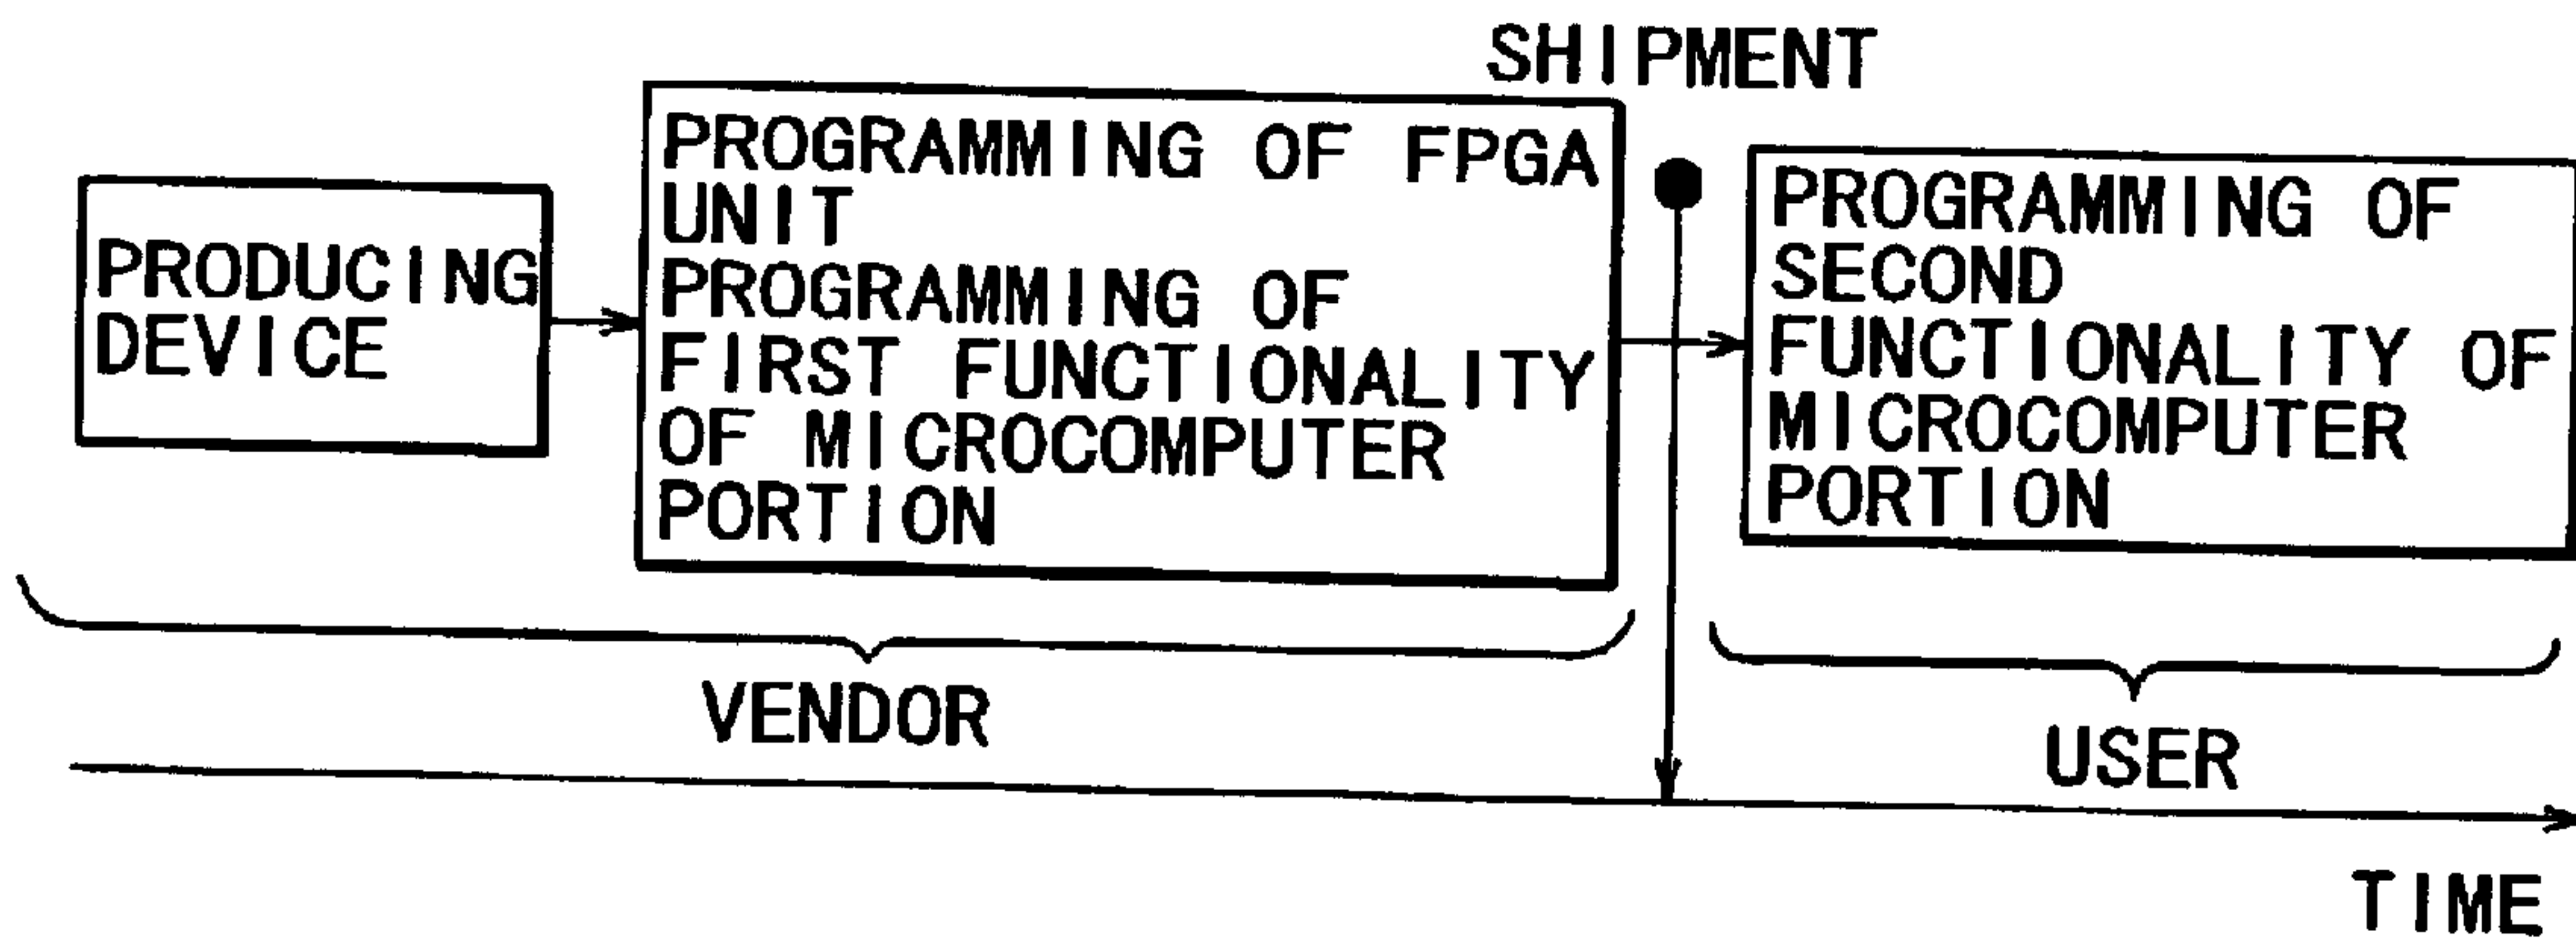 SHIPMENT
PRODUCING
DEVICE
PROGRAMMING OF FPGA
UNIT
PROGRAMMING OF
FIRST FUNCTIONALITY
OF MICROCOMPUTER
PORTION
PROGRAMMING OF
SECOND
FUNCTIONALITY OF
MICROCOMPUTER
PORTION
VENDOR
USER
TIME